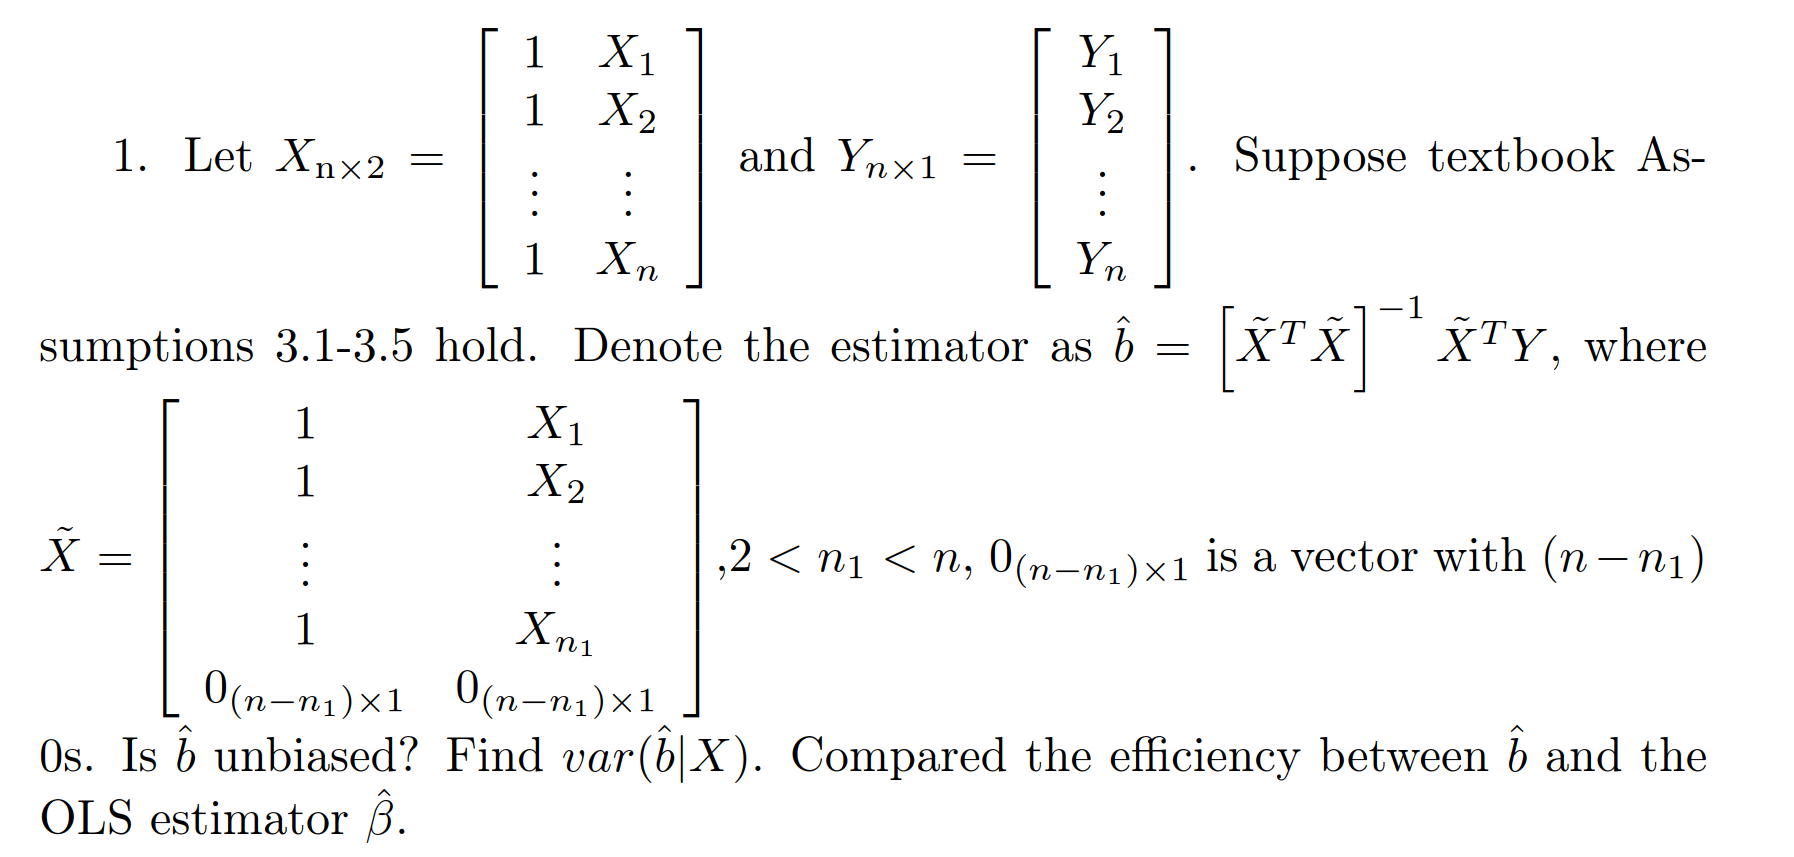 1. Let X_{n×2} = [ 1 X_1 ; 1 X_2 ; ⋮ ⋮ ; 1 X_n ] and Y_{n×1} = [ Y_1 ; Y_2 ; ⋮ ; Y_n ]. Suppose textbook As-
sumptions 3.1-3.5 hold. Denote the estimator as b̂ = [X̃^T X̃]^{-1} X̃^T Y, where
X̃ = [ 1 X_1 ; 1 X_2 ; ⋮ ⋮ ; 1 X_{n_1} ; 0_{(n−n_1)×1} 0_{(n−n_1)×1} ] ,2 < n_1 < n, 0_{(n−n_1)×1} is a vector with (n − n_1)
0s. Is b̂ unbiased? Find var(b̂|X). Compared the efficiency between b̂ and the
OLS estimator β̂.